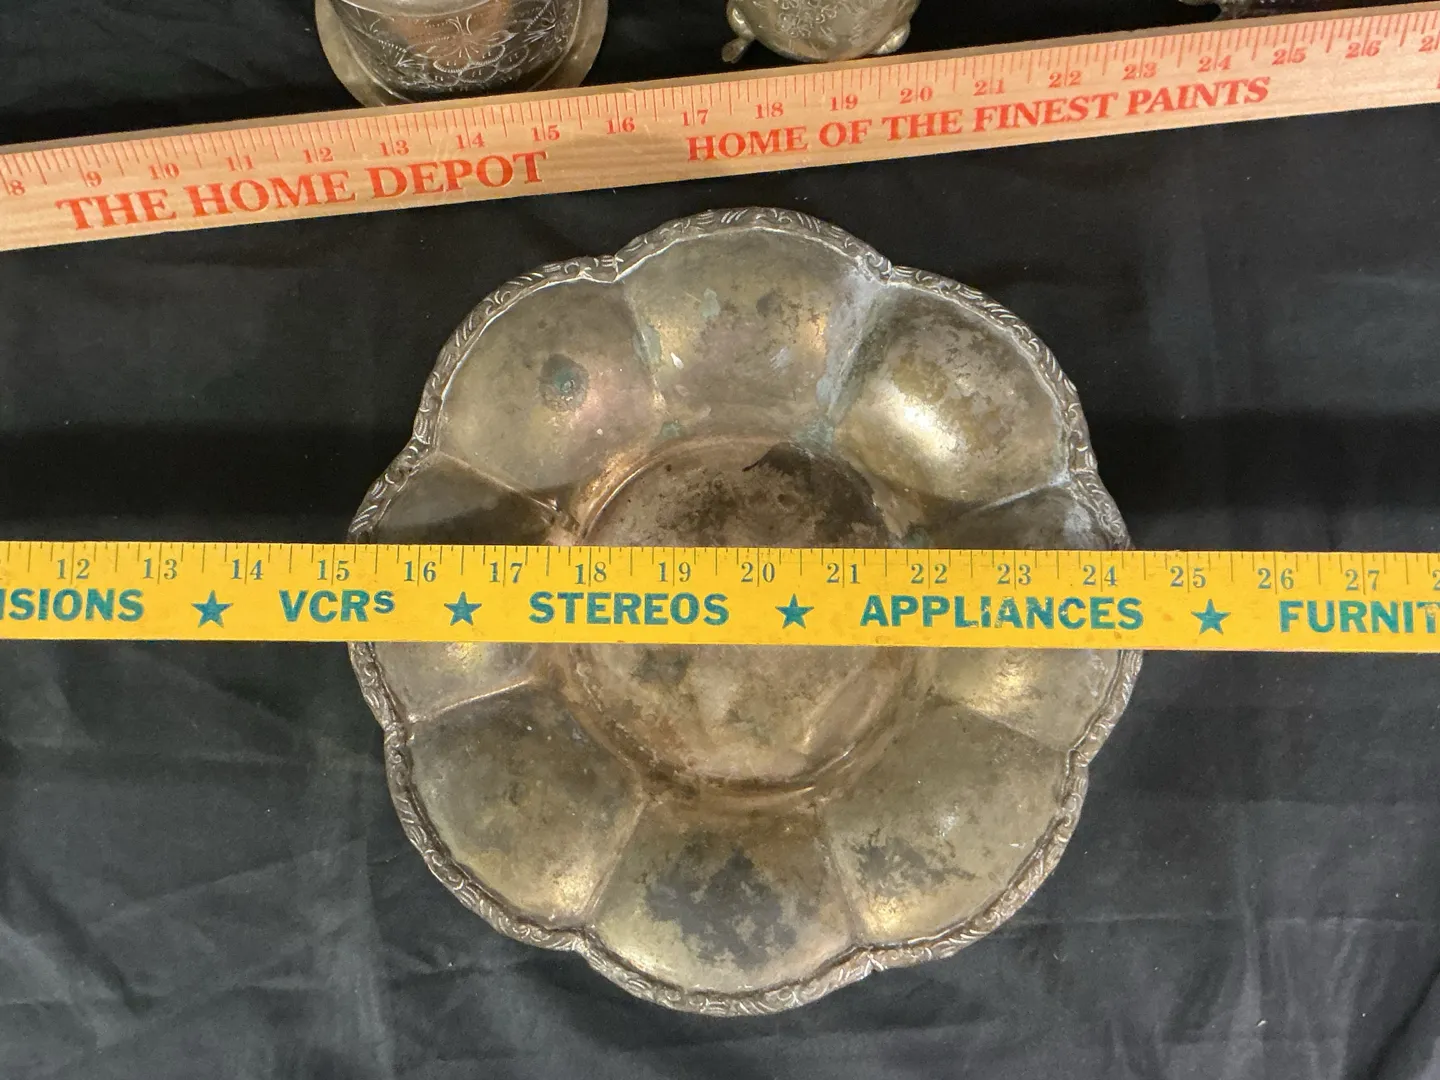 8 9 10 11 12 13 14 15 16 17 18 19 20 21 22 23 24 25 26
THE HOME DEPOT HOME OF THE FINEST PAINTS
12 13 14 15 16 17 18 19 20 21 22 23 24 25 26 27
ISIONS ★ VCRs ★ STEREOS ★ APPLIANCES ★ FURNIT